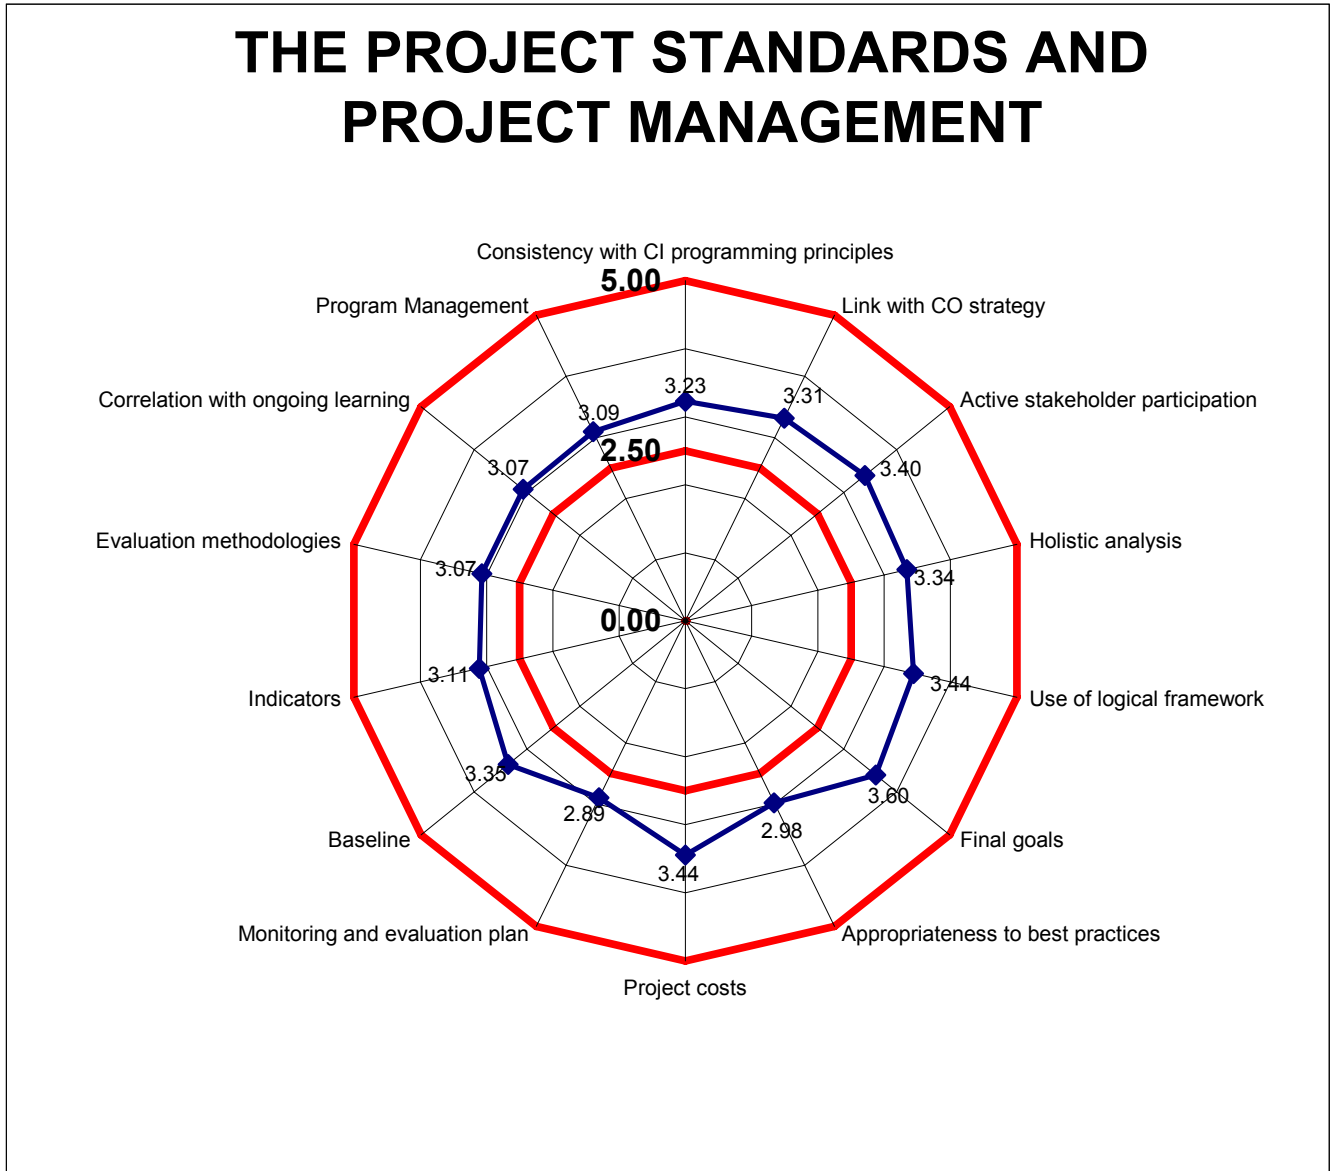 THE PROJECT STANDARDS AND
PROJECT MANAGEMENT
Consistency with CI programming principles
5.00
Program Management
Link with CO strategy
3.23
3.31
Correlation with ongoing learning
Active stakeholder participation
3.09
2.50
3.07
3.40
Evaluation methodologies
Holistic analysis
3.07
3.34
0.00
3.11
3.44
Indicators
Use of logical framework
3.35
3.60
2.89
2.98
Baseline
Final goals
3.44
Monitoring and evaluation plan
Appropriateness to best practices
Project costs